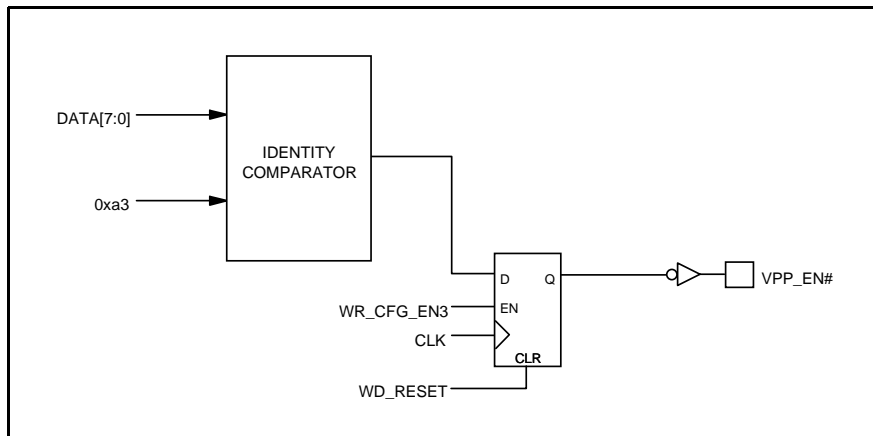 DATA[7:0]
IDENTITY
COMPARATOR
0xa3
D
Q
VPP_EN#
WR_CFG_EN3
EN
CLK
CLR
WD_RESET